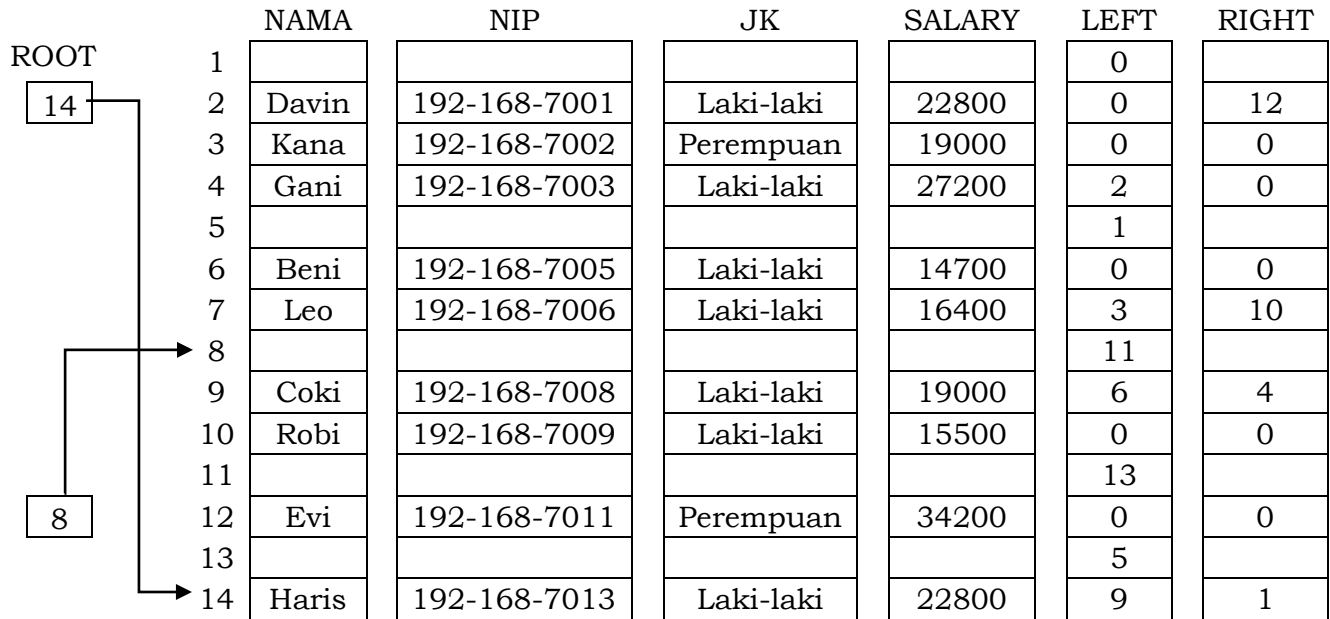 NAMA NIP JK SALARY LEFT RIGHT
ROOT
1 0
14 2 Davin 192-168-7001 Laki-laki 22800 0 12
3 Kana 192-168-7002 Perempuan 19000 0 0
4 Gani 192-168-7003 Laki-laki 27200 2 0
5 1
6 Beni 192-168-7005 Laki-laki 14700 0 0
7 Leo 192-168-7006 Laki-laki 16400 3 10
8 11
9 Coki 192-168-7008 Laki-laki 19000 6 4
10 Robi 192-168-7009 Laki-laki 15500 0 0
11 13
8 12 Evi 192-168-7011 Perempuan 34200 0 0
13 5
14 Haris 192-168-7013 Laki-laki 22800 9 1